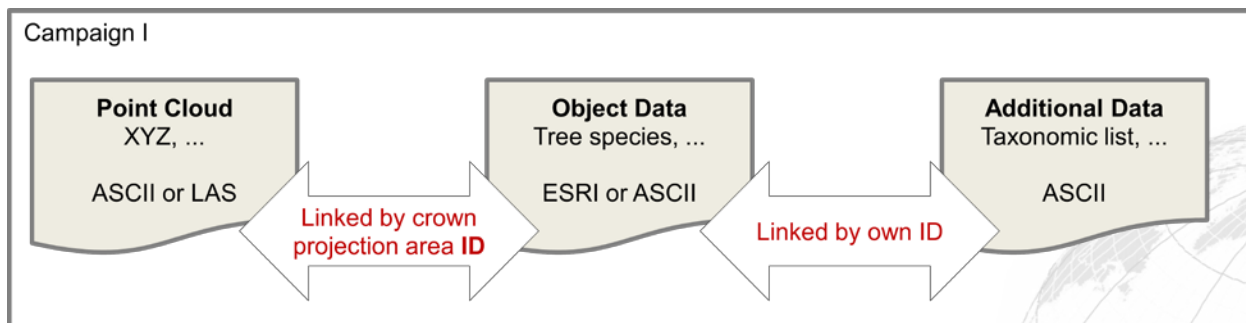 Campaign I
Point Cloud
XYZ, ...
ASCII or LAS
Object Data
Tree species, ...
ESRI or ASCII
Additional Data
Taxonomic list, ...
ASCII
Linked by crown
projection area ID
Linked by own ID